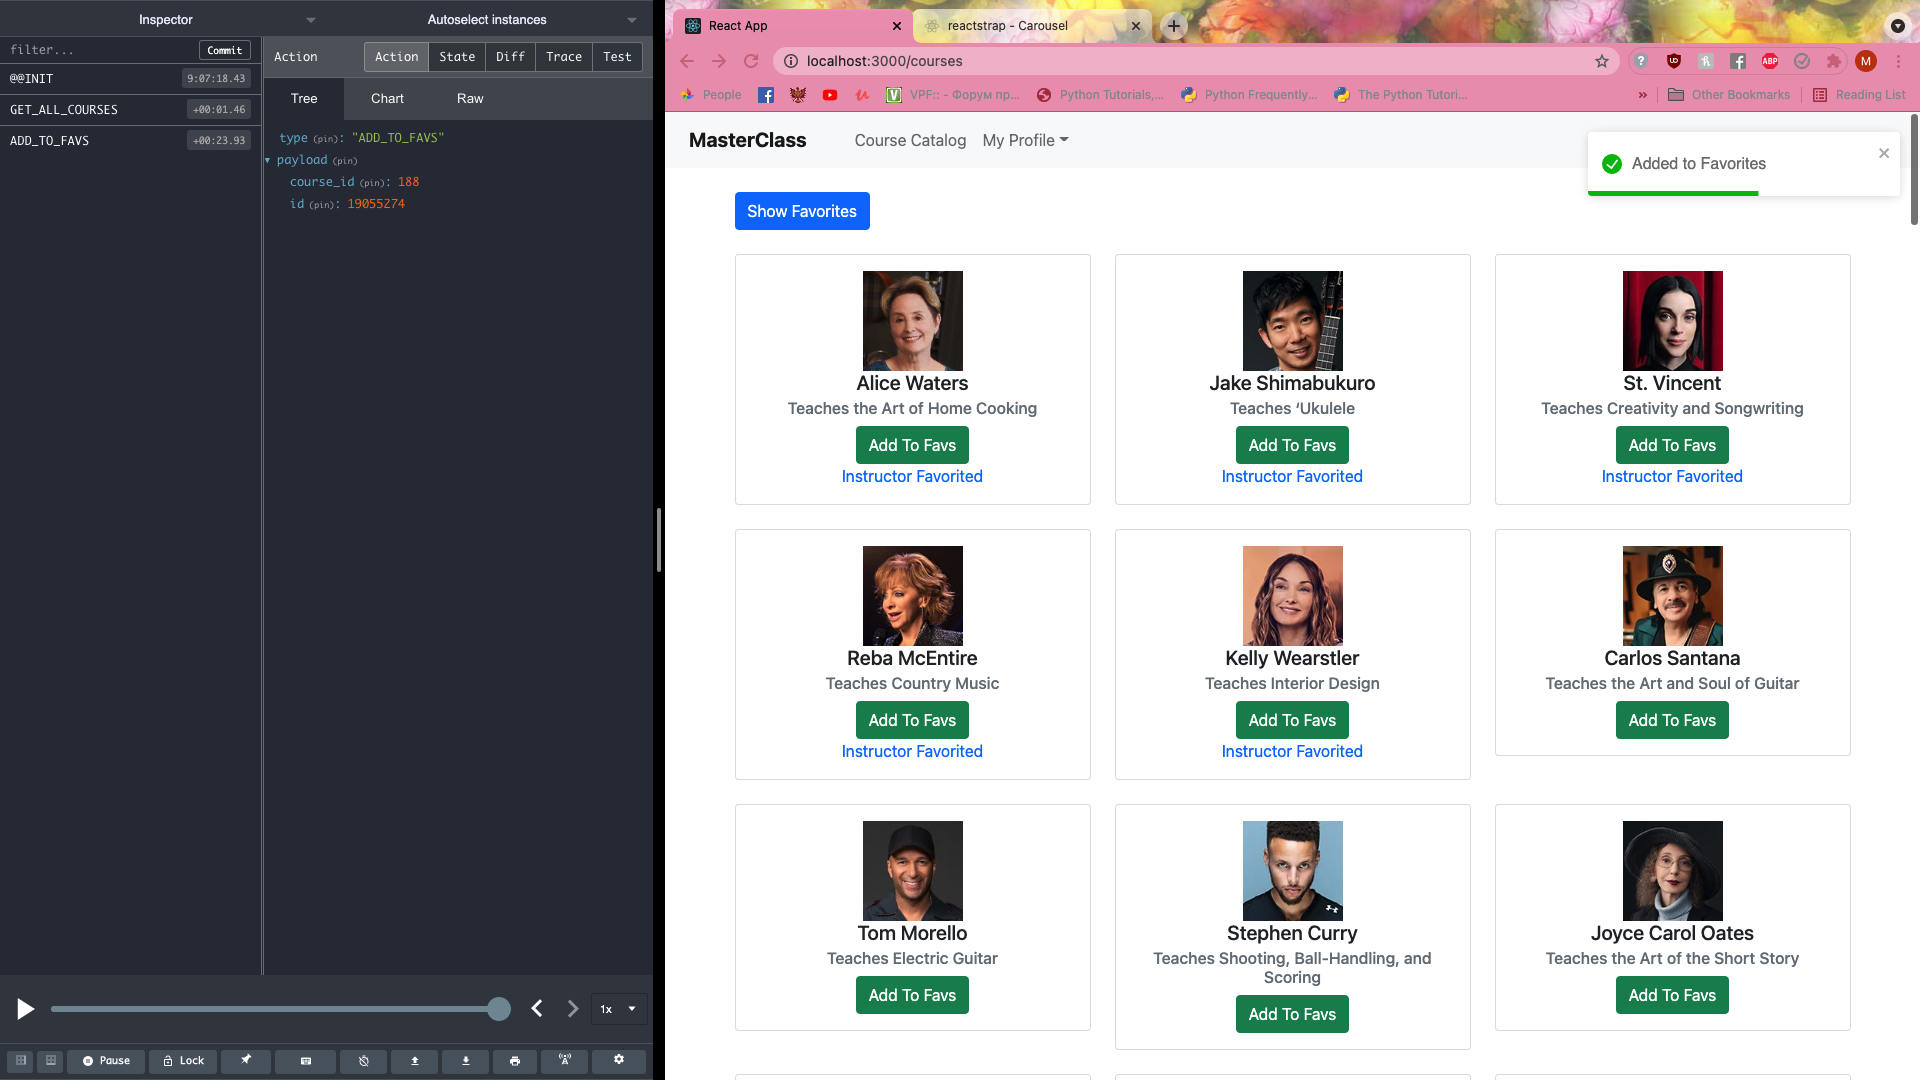 Inspector
Autoselect instances
filter...
Commit
@@INIT
9:07:18.43
GET_ALL_COURSES
+00:01.46
ADD_TO_FAVS
+00:23.93
Action
Action
State
Diff
Trace
Test
Tree
Chart
Raw
type (pin): "ADD_TO_FAVS"
payload (pin)
course_id (pin): 188
id (pin): 19055274
1x
Pause
Lock
React App
reactstrap - Carousel
localhost:3000/courses
ABP
M
People
VPF:: - Форум пр...
Python Tutorials,...
Python Frequently...
The Python Tutori...
»
Other Bookmarks
Reading List
MasterClass
Course Catalog
My Profile
Added to Favorites
Show Favorites
Alice Waters
Teaches the Art of Home Cooking
Add To Favs
Instructor Favorited
Jake Shimabukuro
Teaches ‘Ukulele
Add To Favs
Instructor Favorited
St. Vincent
Teaches Creativity and Songwriting
Add To Favs
Instructor Favorited
Reba McEntire
Teaches Country Music
Add To Favs
Instructor Favorited
Kelly Wearstler
Teaches Interior Design
Add To Favs
Instructor Favorited
Carlos Santana
Teaches the Art and Soul of Guitar
Add To Favs
Tom Morello
Teaches Electric Guitar
Add To Favs
Stephen Curry
Teaches Shooting, Ball-Handling, and
Scoring
Add To Favs
Joyce Carol Oates
Teaches the Art of the Short Story
Add To Favs